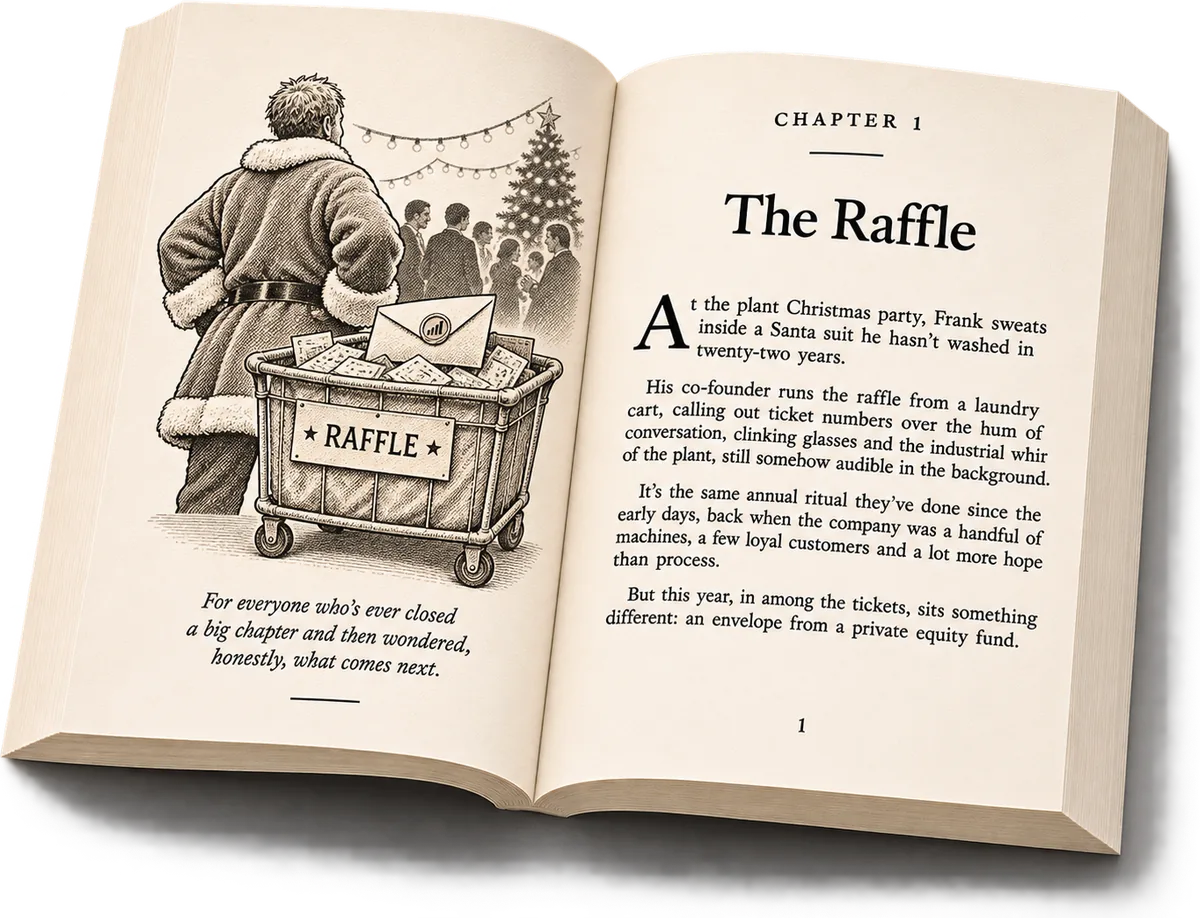 RAFFLE
For everyone who's ever closed
a big chapter and then wondered,
honestly, what comes next.
CHAPTER 1
The Raffle
At the plant Christmas party, Frank sweats
inside a Santa suit he hasn't washed in
twenty-two years.
His co-founder runs the raffle from a laundry
cart, calling out ticket numbers over the hum of
conversation, clinking glasses and the industrial whir
of the plant, still somehow audible in the background.
It's the same annual ritual they've done since the
early days, back when the company was a handful of
machines, a few loyal customers and a lot more hope
than process.
But this year, in among the tickets, sits something
different: an envelope from a private equity fund.
1